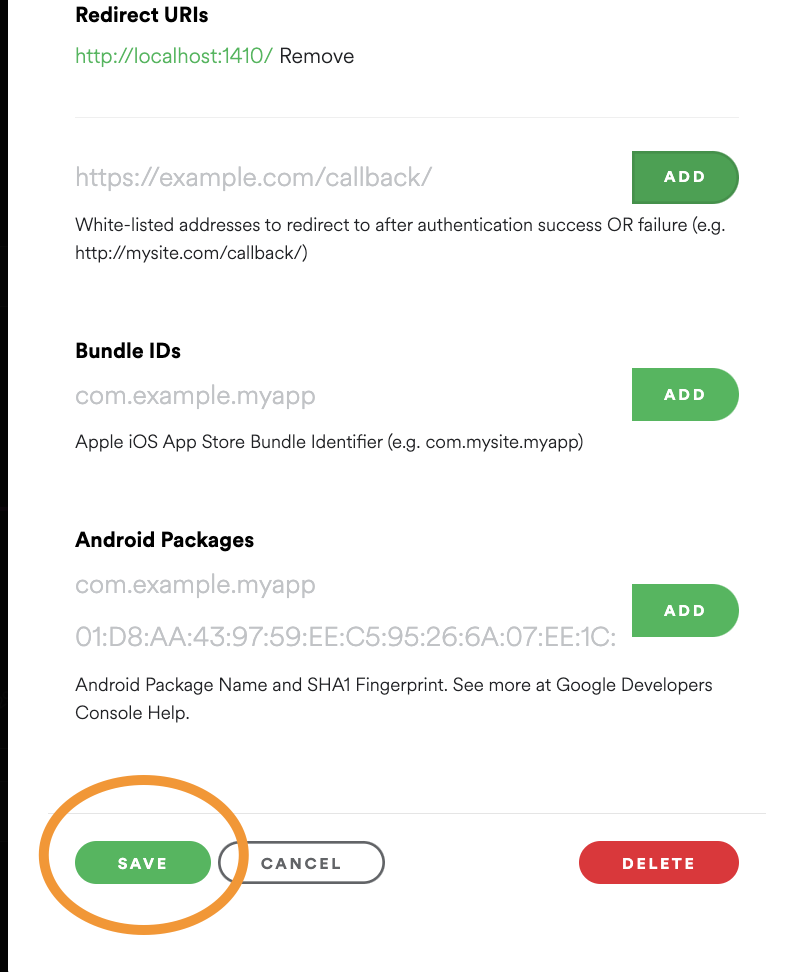 Redirect URIs
http://localhost:1410/ Remove
https://example.com/callback/
ADD
White-listed addresses to redirect to after authentication success OR failure (e.g.
http://mysite.com/callback/)
Bundle IDs
com.example.myapp
ADD
Apple iOS App Store Bundle Identifier (e.g. com.mysite.myapp)
Android Packages
com.example.myapp
ADD
01:D8:AA:43:97:59:EE:C5:95:26:6A:07:EE:1C:
Android Package Name and SHA1 Fingerprint. See more at Google Developers
Console Help.
SAVE CANCEL DELETE